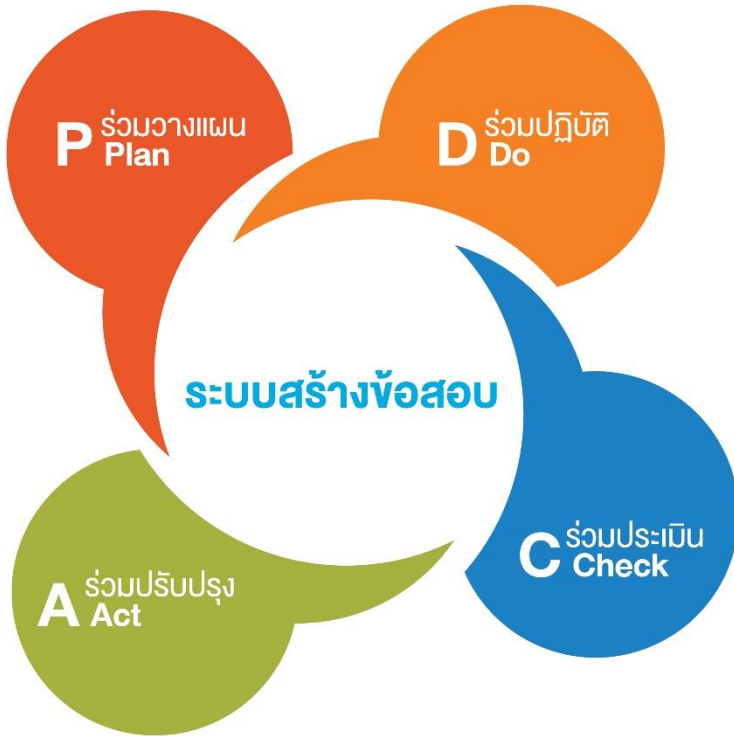 P ร่วมวางแผน
Plan
D ร่วมปฏิบัติ
Do
ระบบสร้างข้อสอบ
C ร่วมประเมิน
Check
A ร่วมปรับปรุง
Act